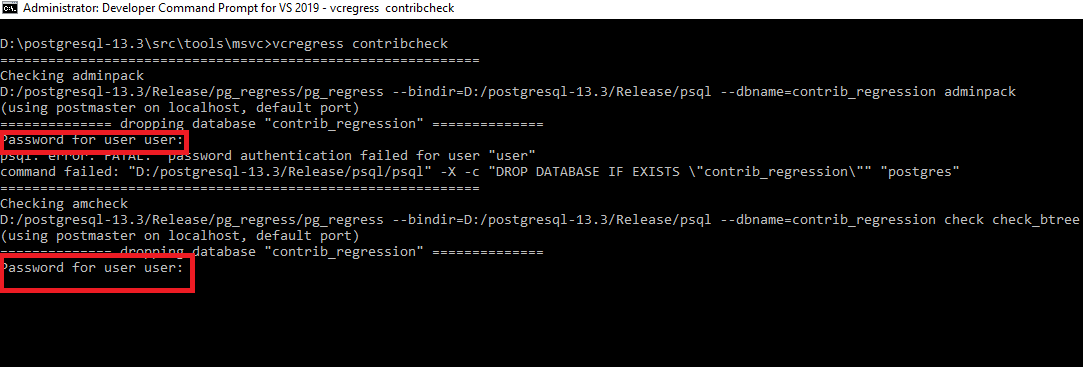 Administrator: Developer Command Prompt for VS 2019 - vcregress  contribcheck
D:\postgresql-13.3\src\tools\msvc>vcregress contribcheck
============================================================
Checking adminpack
D:/postgresql-13.3/Release/pg_regress/pg_regress --bindir=D:/postgresql-13.3/Release/psql --dbname=contrib_regression adminpack
(using postmaster on localhost, default port)
============== dropping database "contrib_regression" ==============
Password for user user:
psql: error: FATAL:  password authentication failed for user "user"
command failed: "D:/postgresql-13.3/Release/psql/psql" -X -c "DROP DATABASE IF EXISTS \"contrib_regression\"" "postgres"
============================================================
Checking amcheck
D:/postgresql-13.3/Release/pg_regress/pg_regress --bindir=D:/postgresql-13.3/Release/psql --dbname=contrib_regression check check_btree
(using postmaster on localhost, default port)
============== dropping database "contrib_regression" ==============
Password for user user: